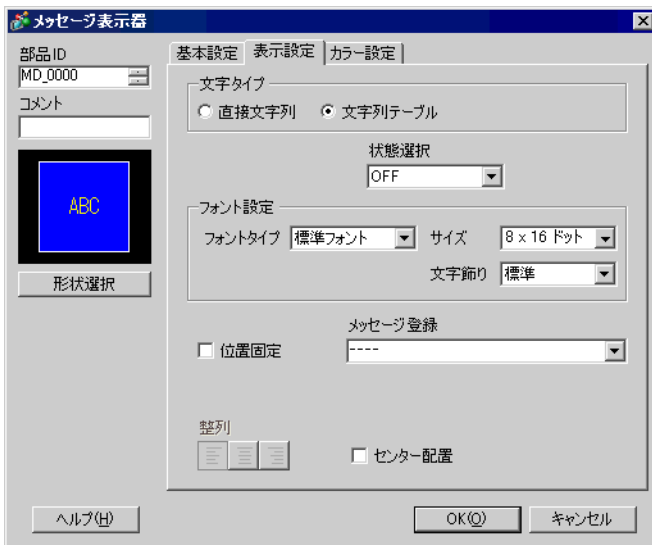 メッセージ表示器
部品ID
MD_0000
コメント
ABC
形状選択
基本設定 表示設定 カラー設定
文字タイプ
直接文字列 文字列テーブル
状態選択
OFF
フォント設定
フォントタイプ 標準フォント サイズ 8 x 16 ドット
文字飾り 標準
メッセージ登録
位置固定 ----
整列
センター配置
ヘルプ(H) OK(O) キャンセル